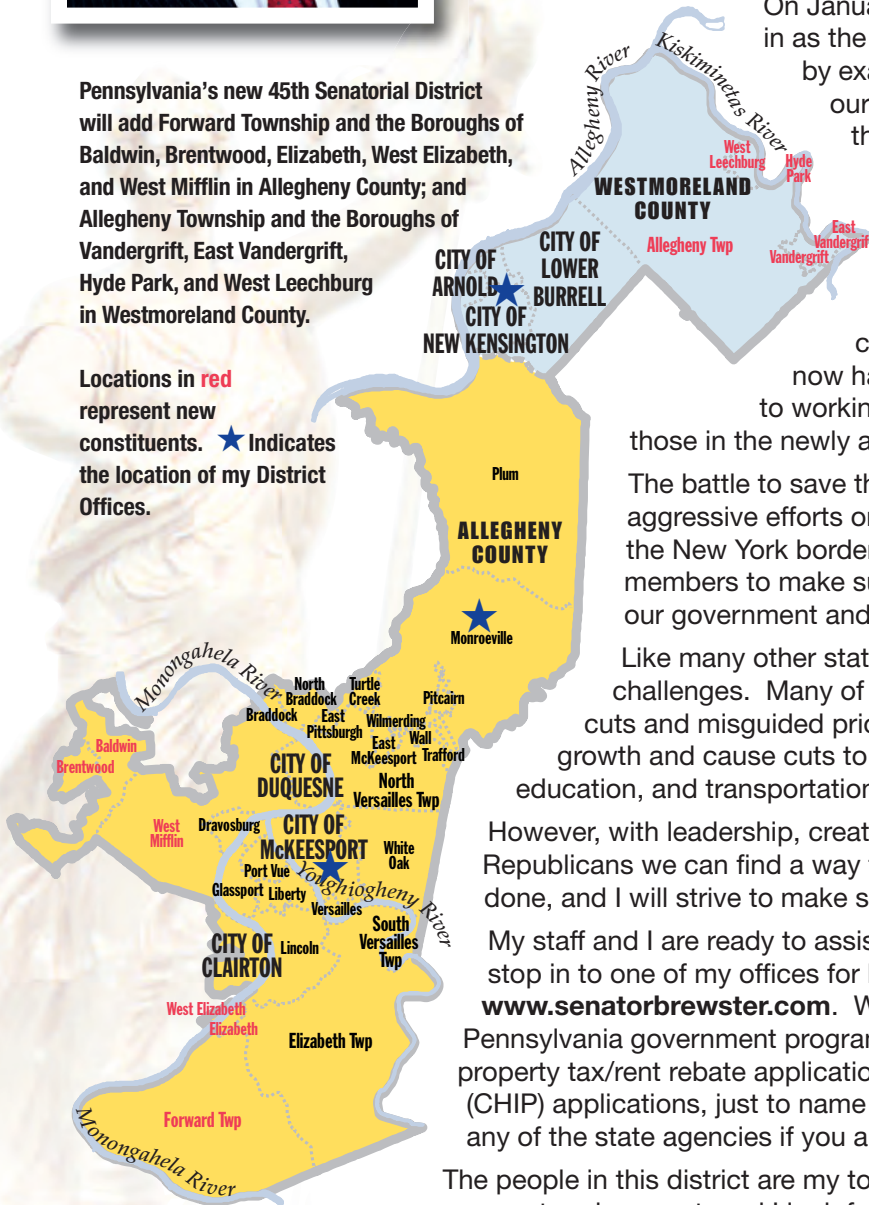 Pennsylvania's new 45th Senatorial District
will add Forward Township and the Boroughs of
Baldwin, Brentwood, Elizabeth, West Elizabeth,
and West Mifflin in Allegheny County; and
Allegheny Township and the Boroughs of
Vandergrift, East Vandergrift,
Hyde Park, and West Leechburg
in Westmoreland County.
Locations in red
represent new
constituents. ★ Indicates
the location of my District
Offices.
Allegheny River
Kiskiminetas River
West
Leechburg
Hyde
Park
WESTMORELAND
COUNTY
Allegheny Twp
East
Vandergrif
Vandergrift
CITY OF
ARNOLD
CITY OF
LOWER
BURRELL
CITY OF
NEW KENSINGTON
Plum
ALLEGHENY
COUNTY
Monroeville
Monongahela River
North
Braddock
Turtle
Creek
Pitcairn
Braddock
East
Pittsburgh
Wilmerding
Wall
East
McKeesport
Trafford
Baldwin
Brentwood
CITY OF
DUQUESNE
North
Versailles Twp
West
Mifflin
Dravosburg
CITY OF
McKEESPORT
White
Oak
Port Vue
Youghiogheny River
Glassport
Liberty
Versailles
South
Versailles
Twp
CITY OF
CLAIRTON
Lincoln
West Elizabeth
Elizabeth
Elizabeth Twp
Forward Twp
Monongahela River
On Janua
in as the
by exa
our
th
c
now ha
to workin
those in the newly a
The battle to save th
aggressive efforts or
the New York border
members to make su
our government and
Like many other stat
challenges. Many of
cuts and misguided prio
growth and cause cuts to
education, and transportation
However, with leadership, creat
Republicans we can find a way
done, and I will strive to make s
My staff and I are ready to assis
stop in to one of my offices for
www.senatorbrewster.com. W
Pennsylvania government program
property tax/rent rebate applicatio
(CHIP) applications, just to name
any of the state agencies if you a
The people in this district are my to